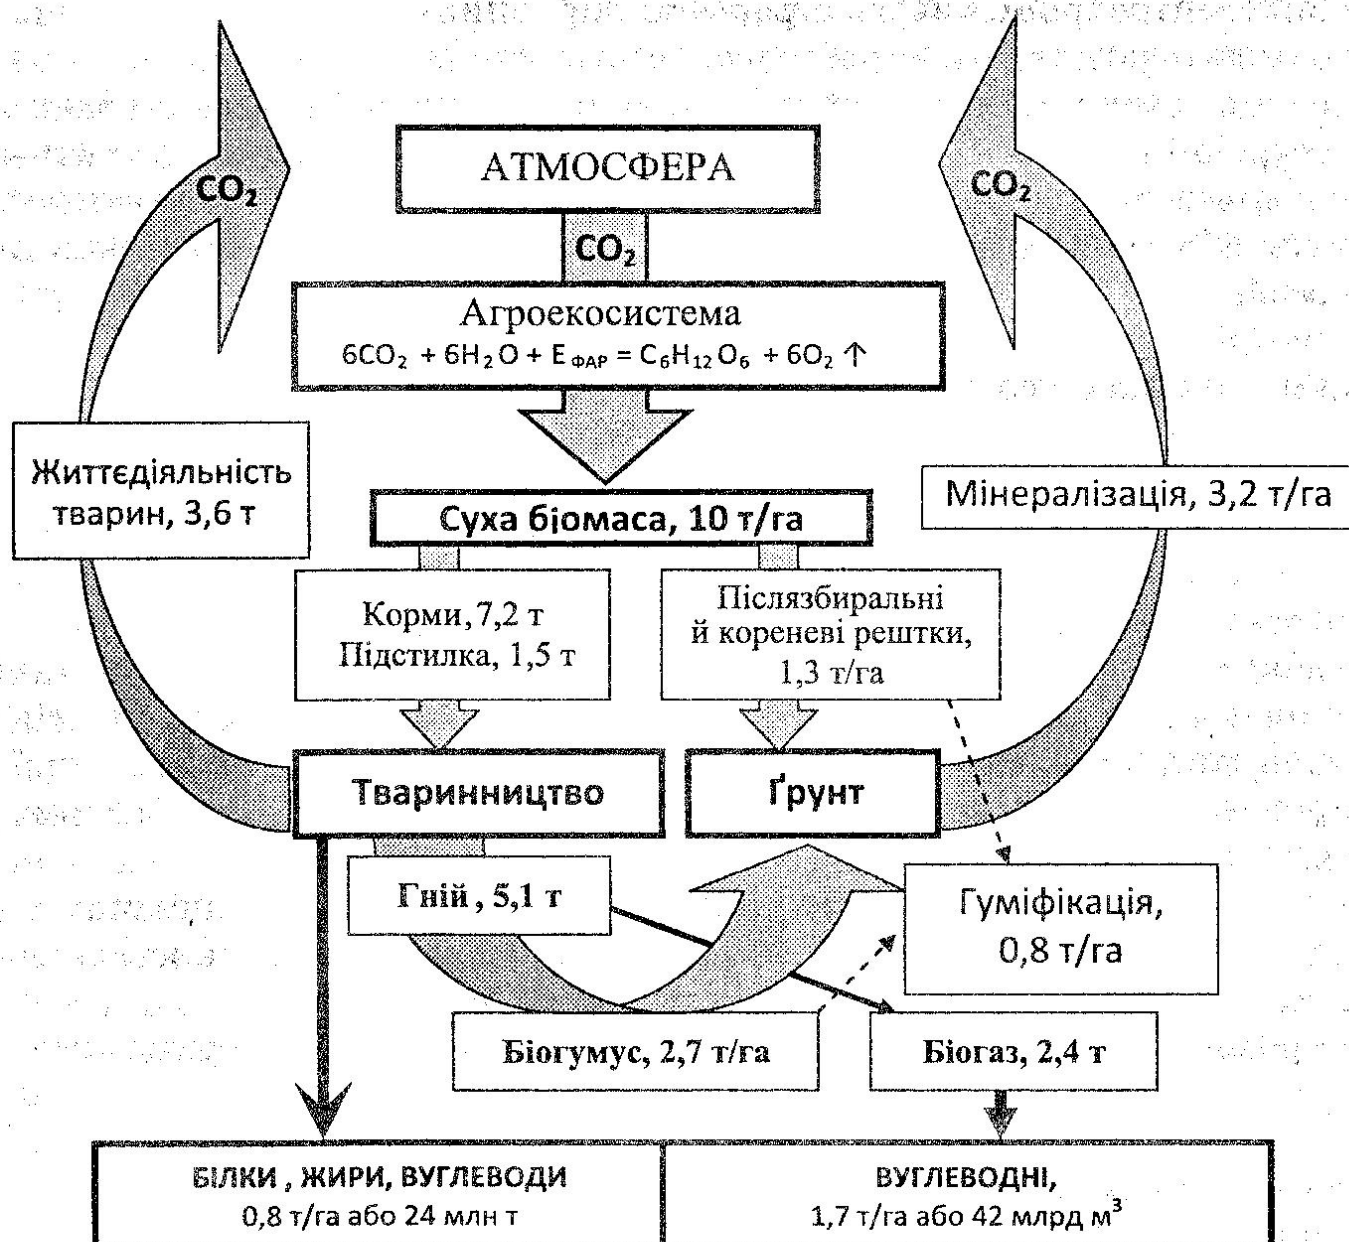 АТМОСФЕРА
CO₂
CO₂
CO₂
Агроекосистема
6CO₂ + 6H₂O + E ФАР = C₆H₁₂O₆ + 6O₂ ↑
Життєдіяльність
тварин, 3,6 т
Мінералізація, 3,2 т/га
Суха біомаса, 10 т/га
Корми, 7,2 т
Підстилка, 1,5 т
Післязбиральні
й кореневі рештки,
1,3 т/га
Тваринництво
Ґрунт
Гній , 5,1 т
Гуміфікація,
0,8 т/га
Біогумус, 2,7 т/га
Біогаз, 2,4 т
БІЛКИ , ЖИРИ, ВУГЛЕВОДИ
0,8 т/га або 24 млн т
ВУГЛЕВОДНІ,
1,7 т/га або 42 млрд м³